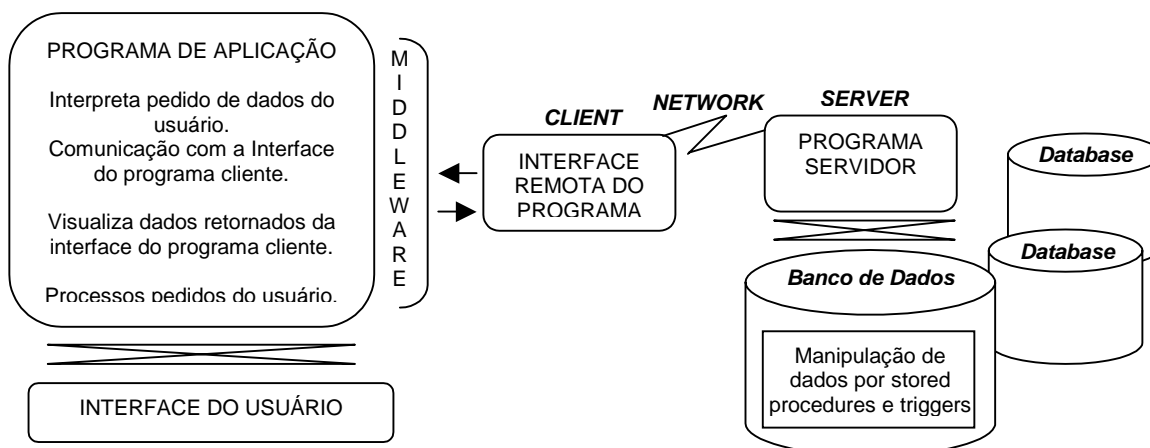 PROGRAMA DE APLICAÇÃO
Interpreta pedido de dados do
usuário.
Comunicação com a Interface
do programa cliente.
Visualiza dados retornados da
interface do programa cliente.
Processos pedidos do usuário.
INTERFACE DO USUÁRIO
MIDDLEWARE
CLIENT
INTERFACE
REMOTA DO
PROGRAMA
NETWORK
SERVER
PROGRAMA
SERVIDOR
Banco de Dados
Manipulação de
dados por stored
procedures e triggers
Database
Database